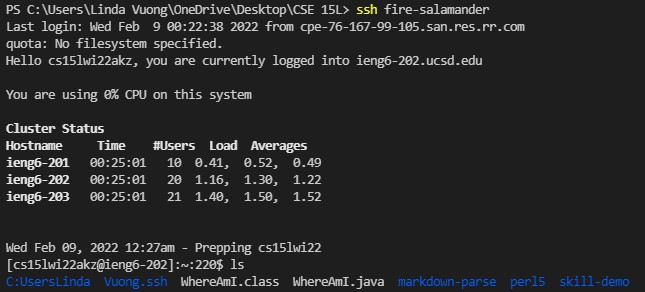 PS C:\Users\Linda Vuong\OneDrive\Desktop\CSE 15L> ssh fire-salamander
Last login: Wed Feb  9 00:22:38 2022 from cpe-76-167-99-105.san.res.rr.com
quota: No filesystem specified.
Hello cs15lwi22akz, you are currently logged into ieng6-202.ucsd.edu
You are using 0% CPU on this system
Cluster Status
Hostname     Time    #Users  Load  Averages
ieng6-201   00:25:01   10  0.41,  0.52,  0.49
ieng6-202   00:25:01   20  1.16,  1.30,  1.22
ieng6-203   00:25:01   21  1.40,  1.50,  1.52
Wed Feb 09, 2022 12:27am - Prepping cs15lwi22
[cs15lwi22akz@ieng6-202]:~:220$ ls
C:UsersLinda  Vuong.ssh  WhereAmI.class  WhereAmI.java  markdown-parse  perl5  skill-demo